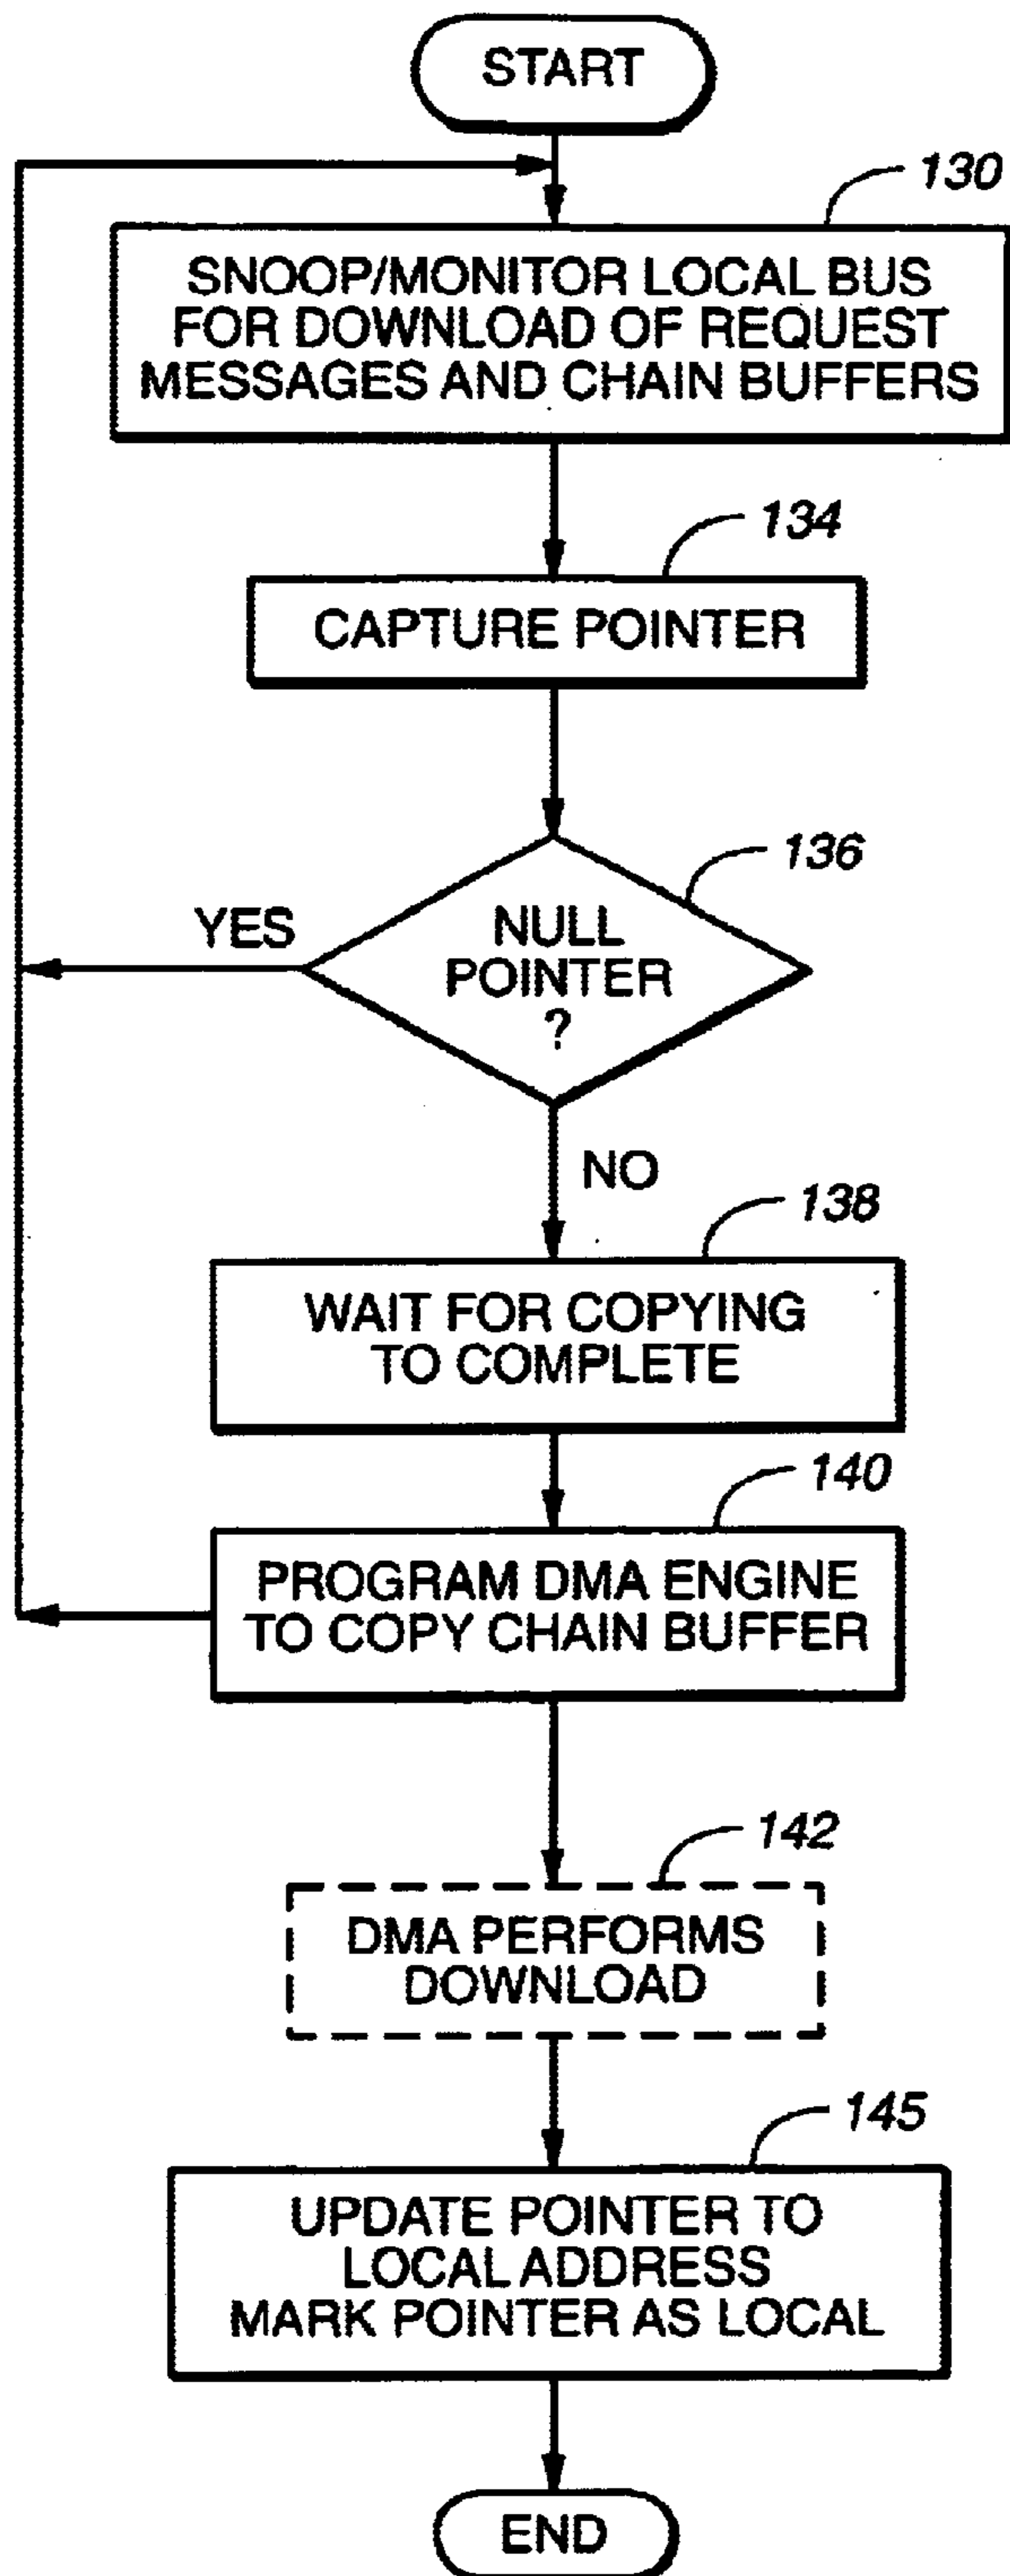 START
130
SNOOP/MONITOR LOCAL BUS
FOR DOWNLOAD OF REQUEST
MESSAGES AND CHAIN BUFFERS
134
CAPTURE POINTER
136
YES
NULL
POINTER
?
NO
138
WAIT FOR COPYING
TO COMPLETE
140
PROGRAM DMA ENGINE
TO COPY CHAIN BUFFER
142
DMA PERFORMS
DOWNLOAD
145
UPDATE POINTER TO
LOCAL ADDRESS
MARK POINTER AS LOCAL
END